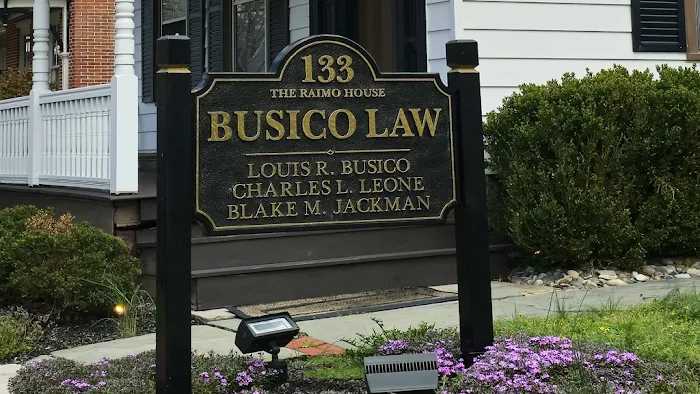 133
THE RAIMO HOUSE
BUSICO LAW
LOUIS R. BUSICO
CHARLES L. LEONE
BLAKE M. JACKMAN